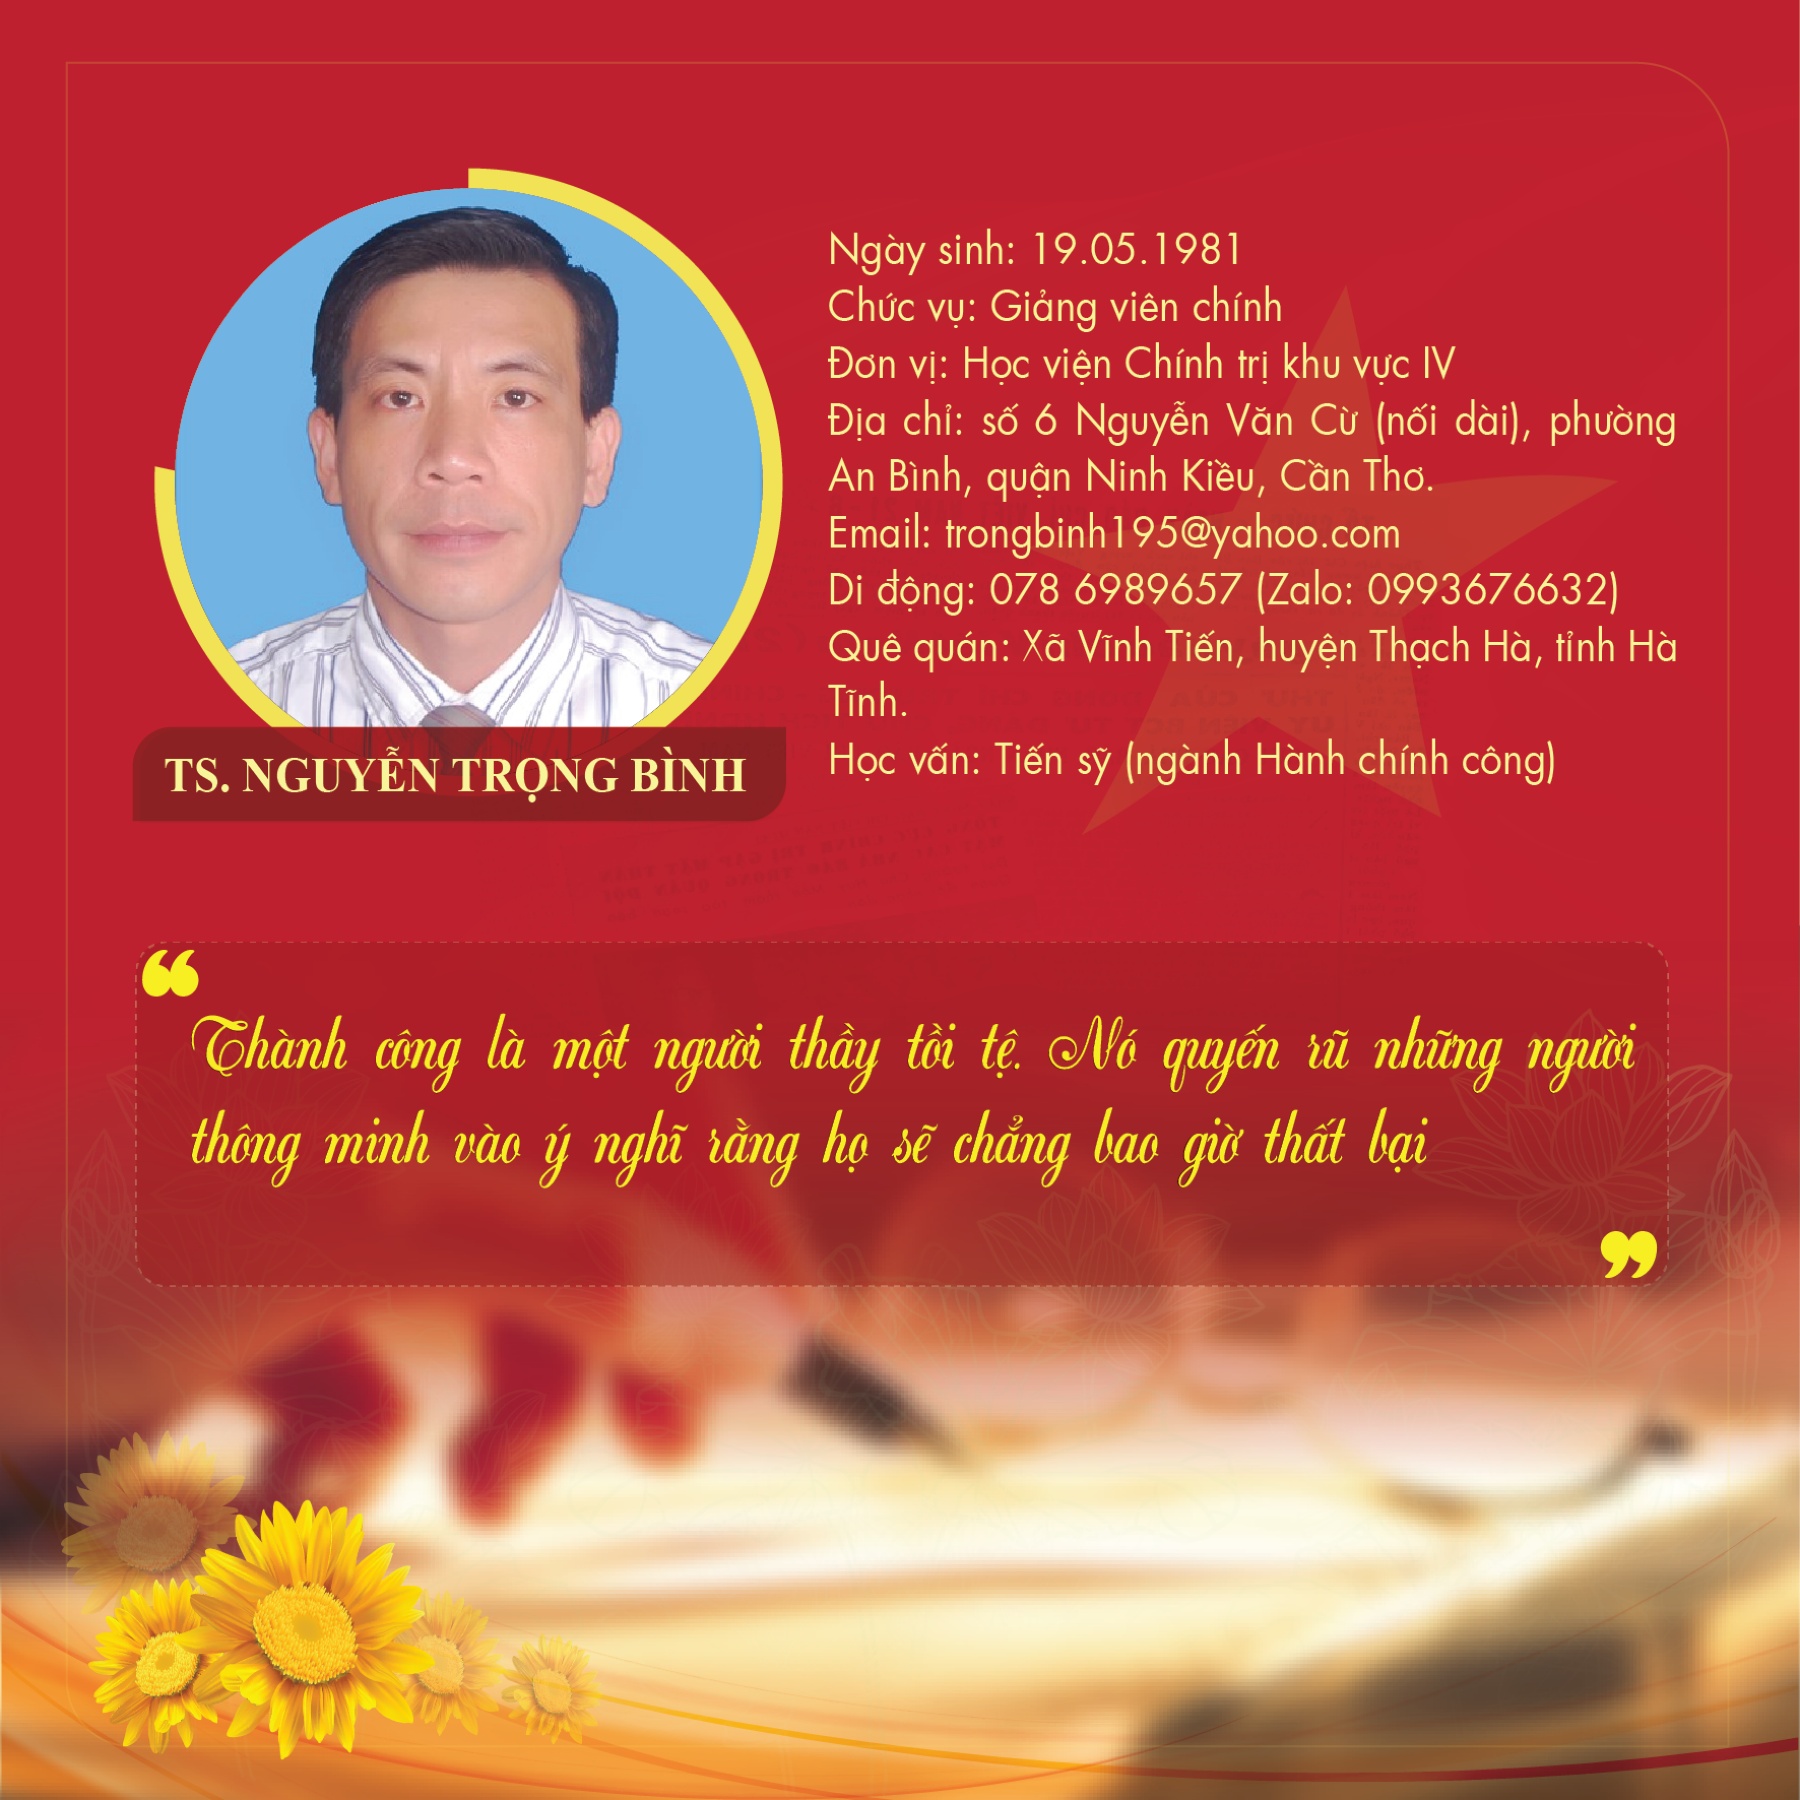 Ngày sinh: 19.05.1981
Chức vụ: Giảng viên chính
Đơn vị: Học viện Chính trị khu vực IV
Địa chỉ: số 6 Nguyễn Văn Cừ (nối dài), phường
An Bình, quận Ninh Kiều, Cần Thơ.
Email: trongbinh195@yahoo.com
Di động: 078 6989657 (Zalo: 0993676632)
Quê quán: Xã Vĩnh Tiến, huyện Thạch Hà, tỉnh Hà
Tĩnh.
Học vấn: Tiến sỹ (ngành Hành chính công)
TS. NGUYỄN TRỌNG BÌNH
“Thành công là một người thầy tồi tệ. Nó quyến rũ những người
thông minh vào ý nghĩ rằng họ sẽ chẳng bao giờ thất bại”